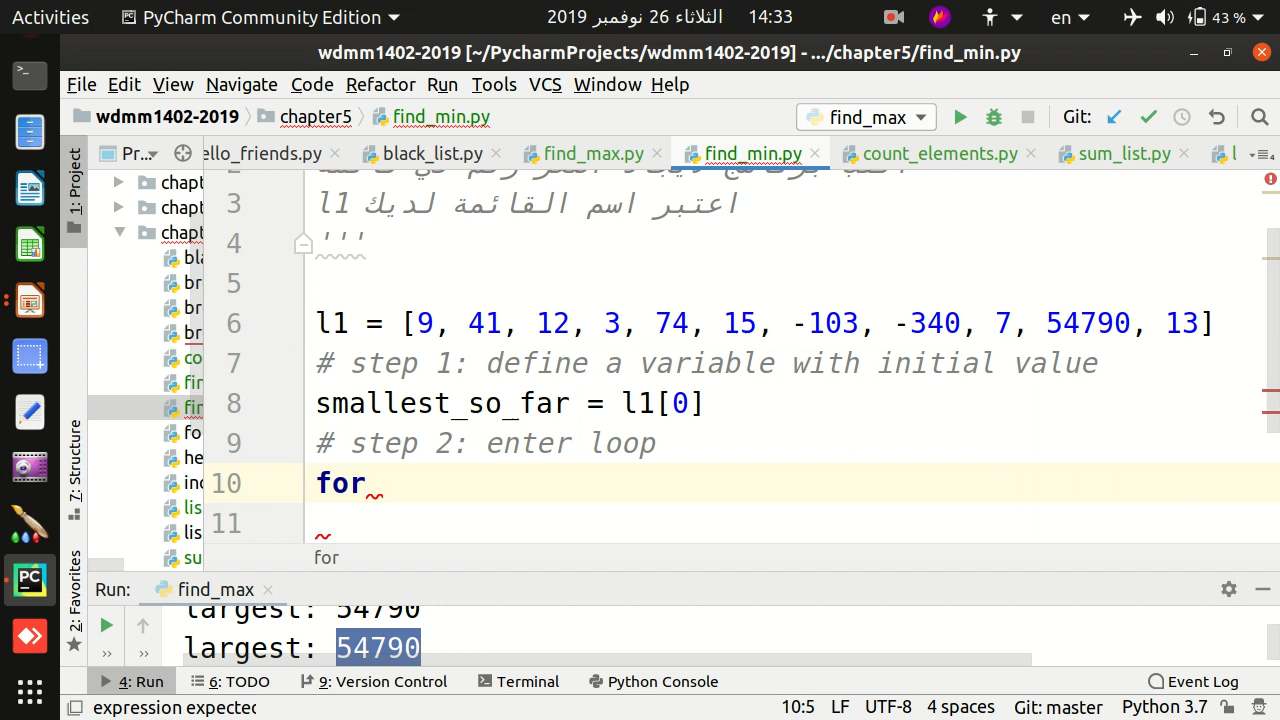 Activities PyCharm Community Edition الثلاثاء 26 نوفمبر 2019 14:33 en 43 %
wdmm1402-2019 [~/PycharmProjects/wdmm1402-2019] - .../chapter5/find_min.py
File Edit View Navigate Code Refactor Run Tools VCS Window Help
wdmm1402-2019 chapter5 find_min.py find_max Git:
1: Project Pr... ello_friends.py black_list.py find_max.py find_min.py count_elements.py sum_list.py l 4
chapt
3 اعتبر اسم القائمة لديك l1
chapt
chapt
4 '''
bla
5
br
br
6 l1 = [9, 41, 12, 3, 74, 15, -103, -340, 7, 54790, 13]
br
co
7 # step 1: define a variable with initial value
fin
8 smallest_so_far = l1[0]
fin
fo
9 # step 2: enter loop
he
10 for
inc
lis
11
lis
su
for
7: Structure
2: Favorites
Run: find_max
largest: 54790
largest: 54790
4: Run 6: TODO 9: Version Control Terminal Python Console Event Log
expression expected 10:5 LF UTF-8 4 spaces Git: master Python 3.7